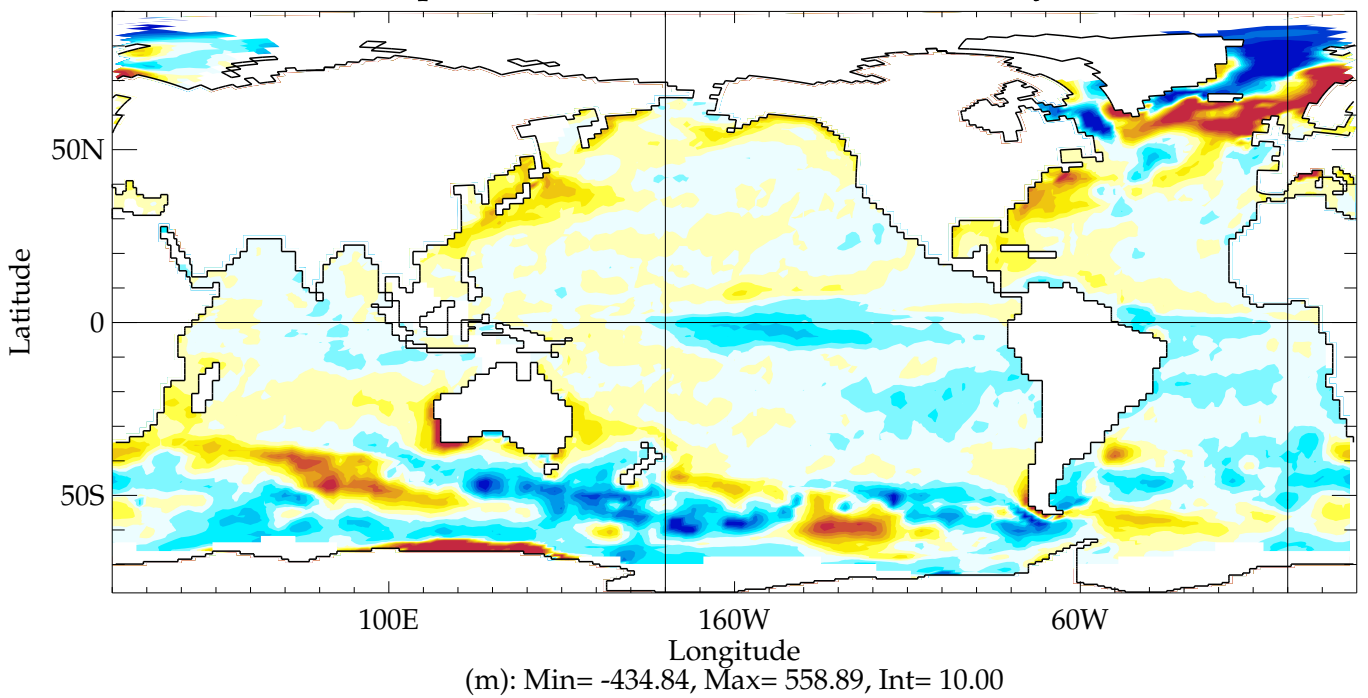 50N
0
50S
Latitude
100E 160W 60W
Longitude
(m): Min= -434.84, Max= 558.89, Int= 10.00